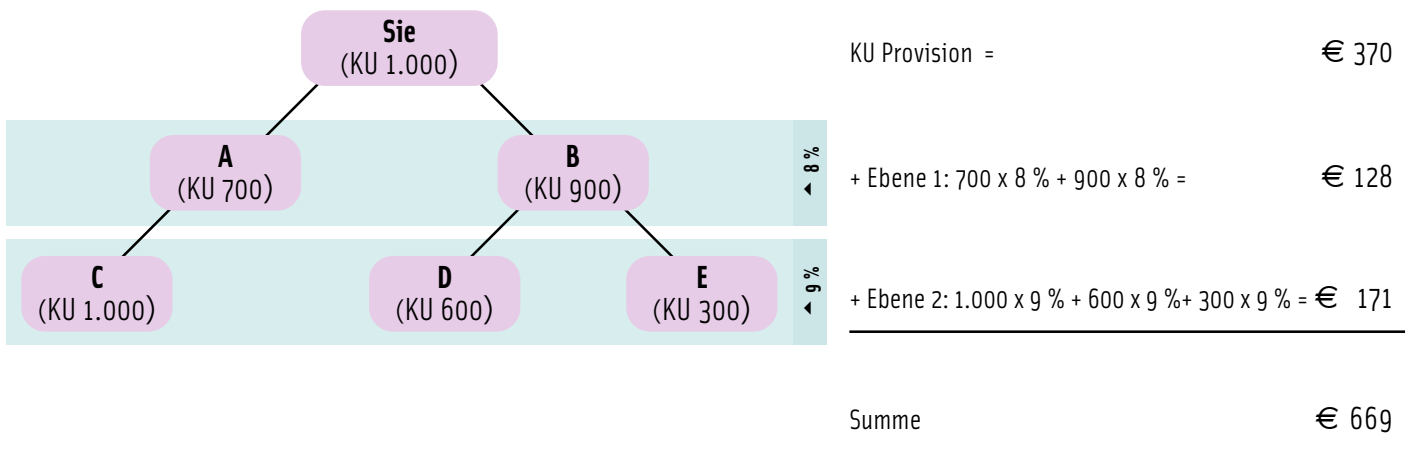 Sie
(KU 1.000)
KU Provision = € 370
A
(KU 700)
B
(KU 900)
◄ 8 %
+ Ebene 1: 700 x 8 % + 900 x 8 % = € 128
C
(KU 1.000)
D
(KU 600)
E
(KU 300)
◄ 9 %
+ Ebene 2: 1.000 x 9 % + 600 x 9 %+ 300 x 9 % = € 171
Summe € 669